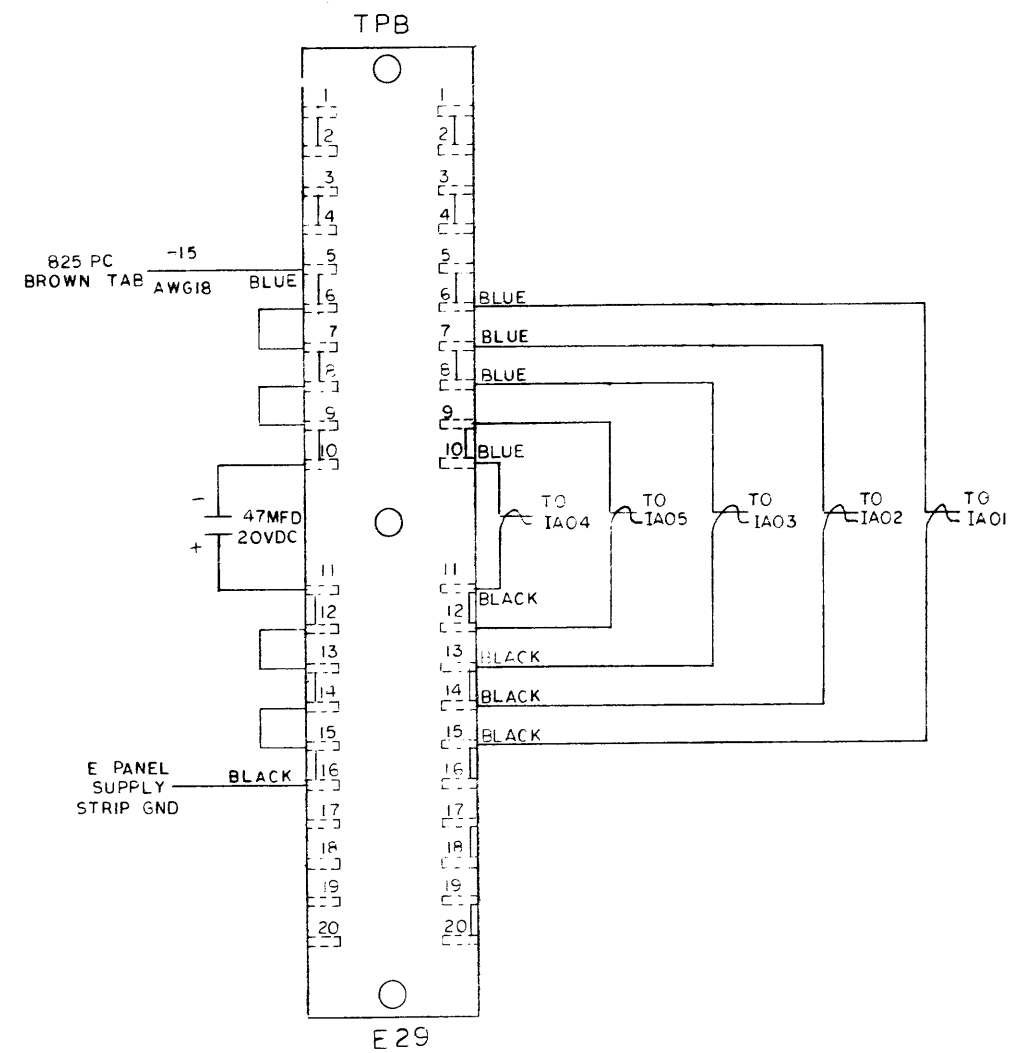 TPB
1 1
2 2
3 3
4 4
825 PC
BROWN TAB
-15
AWG18
BLUE
5 5
6 6
BLUE
7 7
BLUE
8 8
BLUE
9 9
10 10
BLUE
-
47MFD
20VDC
+
TO
IA04
TO
IA05
TO
IA03
TO
IA02
TO
IA01
11 11
BLACK
12 12
13 13
BLACK
14 14
BLACK
15 15
BLACK
E PANEL
SUPPLY
STRIP GND
BLACK
16 16
17 17
18 18
19 19
20 20
E29